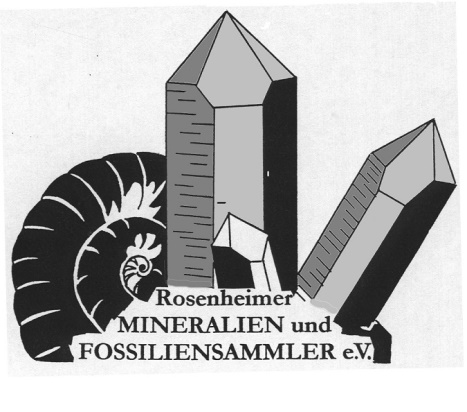 Rosenheimer
MINERALIEN und
FOSSILIENSAMMLER e.V.